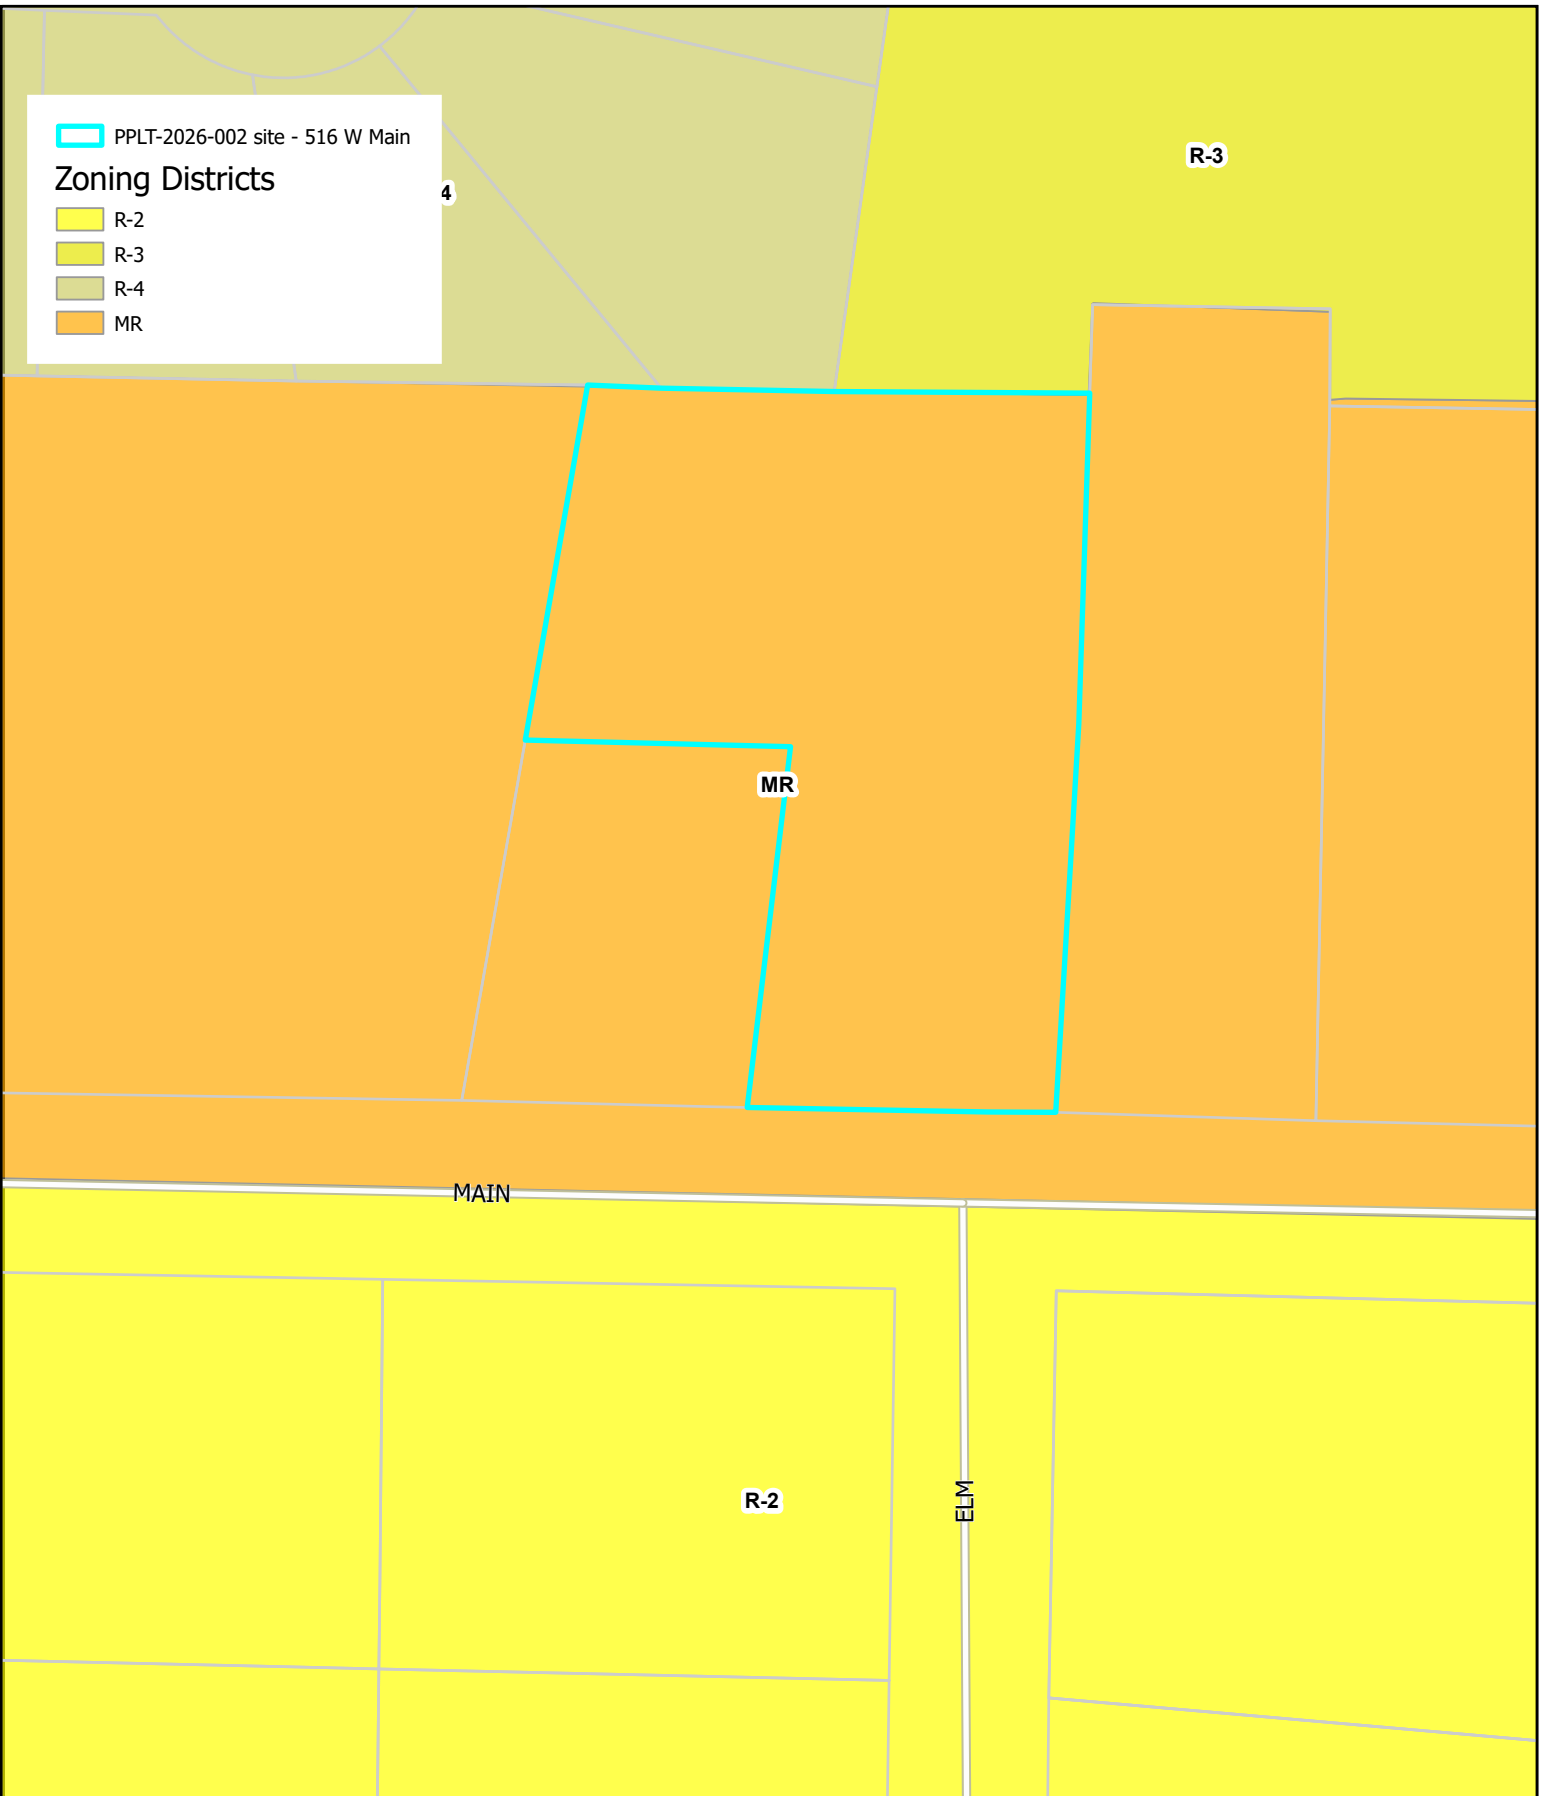 PPLT-2026-002 site - 516 W Main
Zoning Districts
R-2
R-3
R-4
MR
4
R-3
MR
MAIN
R-2
ELM